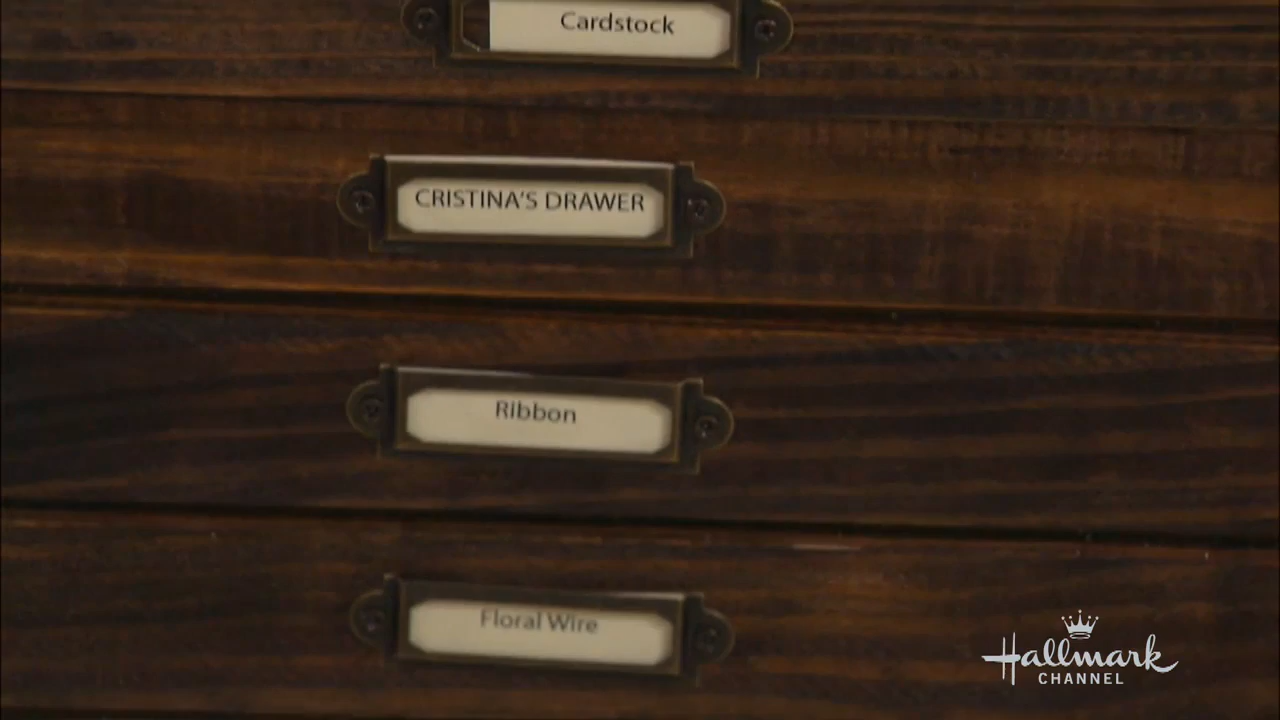 Cardstock
CRISTINA'S DRAWER
Ribbon
Floral Wire
Hallmark
CHANNEL